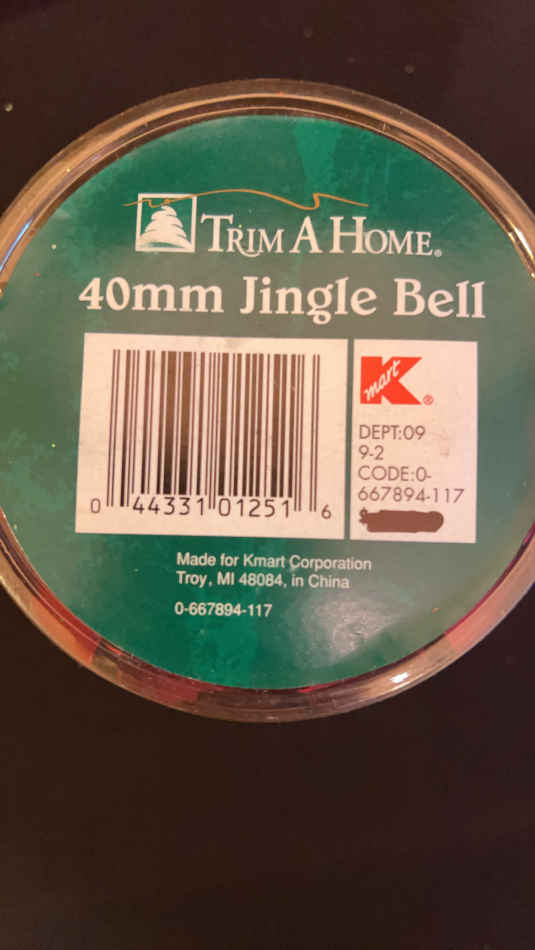 TRIM A HOME®
40mm Jingle Bell
0 44331 01251 6
Kmart®
DEPT:09
9-2
CODE:0-
667894-117
Made for Kmart Corporation
Troy, MI 48084, in China
0-667894-117